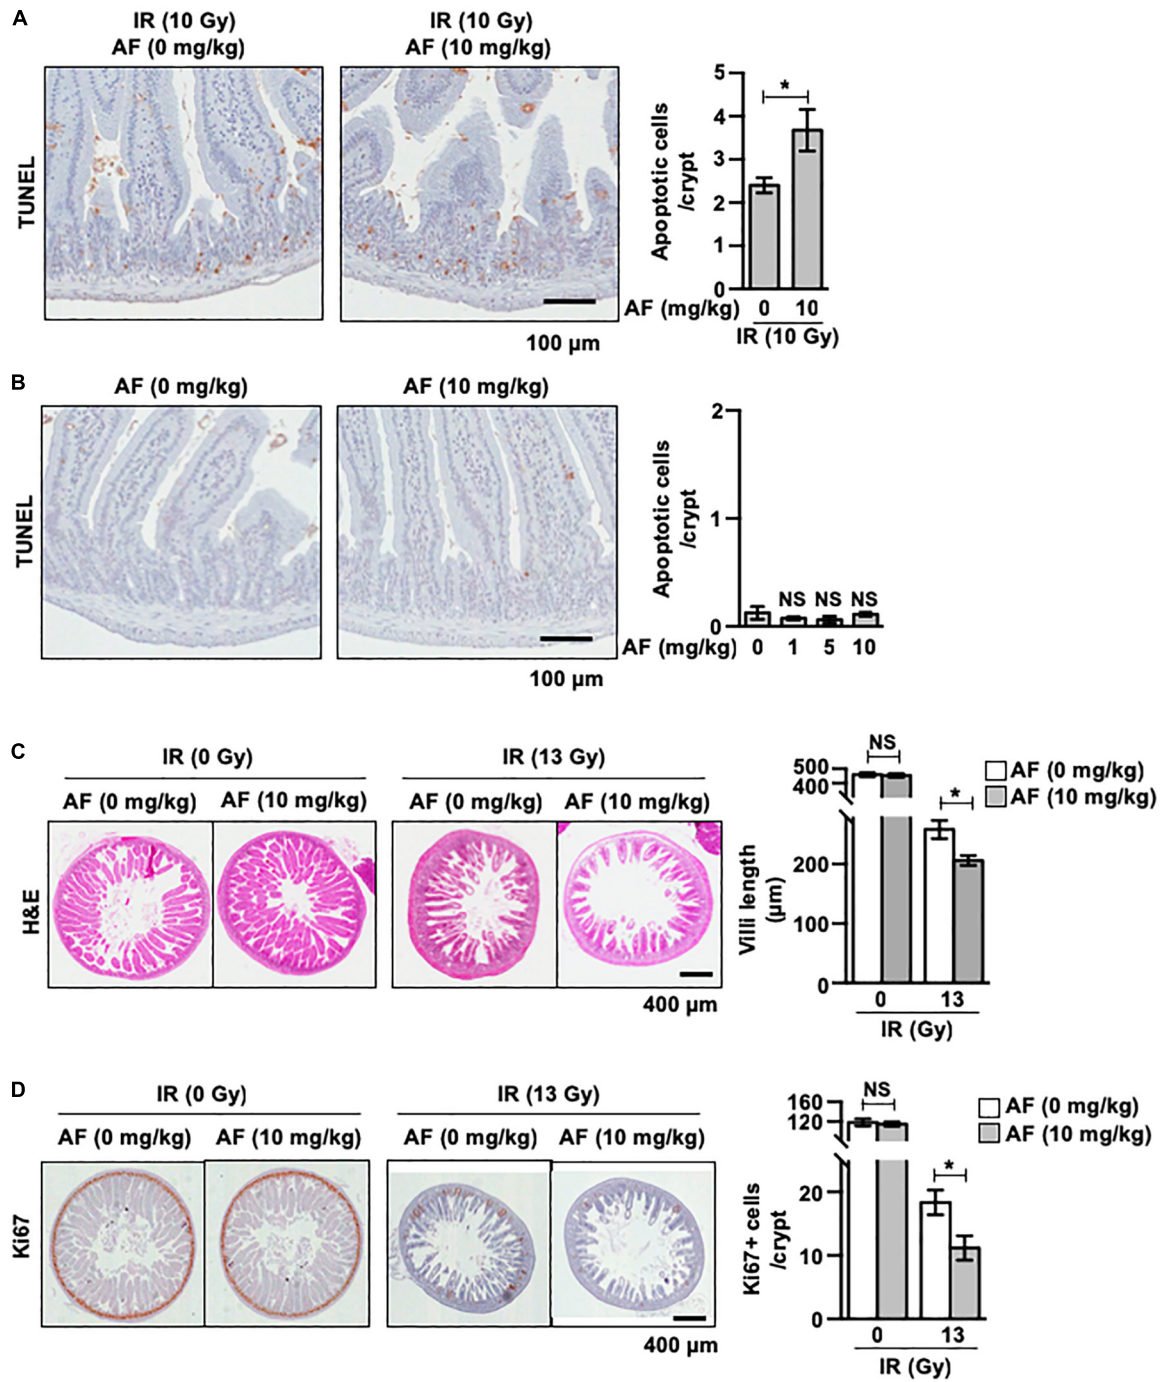 A
IR (10 Gy)
AF (0 mg/kg)
IR (10 Gy)
AF (10 mg/kg)
TUNEL
100 µm
5
4
3
2
1
0
*
Apoptotic cells
/crypt
AF (mg/kg) 0 10
IR (10 Gy)
B
AF (0 mg/kg)
AF (10 mg/kg)
TUNEL
100 µm
2
1
0
Apoptotic cells
/crypt
NS NS NS
AF (mg/kg) 0 1 5 10
C
IR (0 Gy)
IR (13 Gy)
AF (0 mg/kg) AF (10 mg/kg)
AF (0 mg/kg) AF (10 mg/kg)
H&E
400 µm
NS
*
500
400
200
100
0
Villi length
(µm)
0 13
IR (Gy)
AF (0 mg/kg)
AF (10 mg/kg)
D
IR (0 Gy)
IR (13 Gy)
AF (0 mg/kg) AF (10 mg/kg)
AF (0 mg/kg) AF (10 mg/kg)
Ki67
400 µm
NS
*
160
120
20
10
0
Ki67+ cells
/crypt
0 13
IR (Gy)
AF (0 mg/kg)
AF (10 mg/kg)